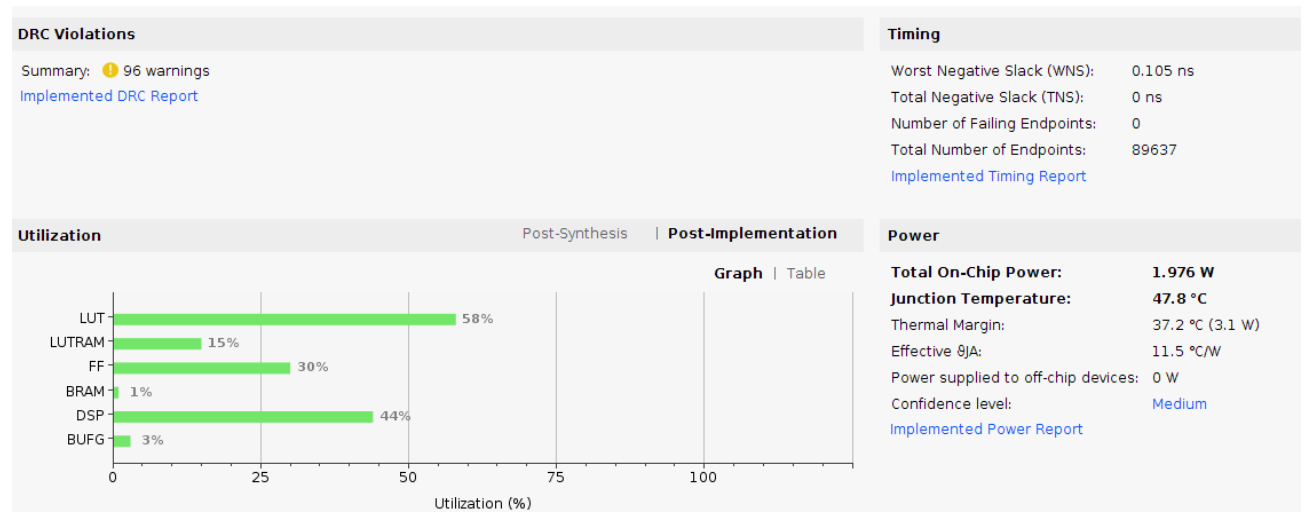 DRC Violations
Summary: 96 warnings
Implemented DRC Report
Timing
Worst Negative Slack (WNS): 0.105 ns
Total Negative Slack (TNS): 0 ns
Number of Failing Endpoints: 0
Total Number of Endpoints: 89637
Implemented Timing Report
Utilization Post-Synthesis | Post-Implementation
Graph | Table
LUT 58%
LUTRAM 15%
FF 30%
BRAM 1%
DSP 44%
BUFG 3%
0 25 50 75 100
Utilization (%)
Power
Total On-Chip Power: 1.976 W
Junction Temperature: 47.8 °C
Thermal Margin: 37.2 °C (3.1 W)
Effective ϑJA: 11.5 °C/W
Power supplied to off-chip devices: 0 W
Confidence level: Medium
Implemented Power Report